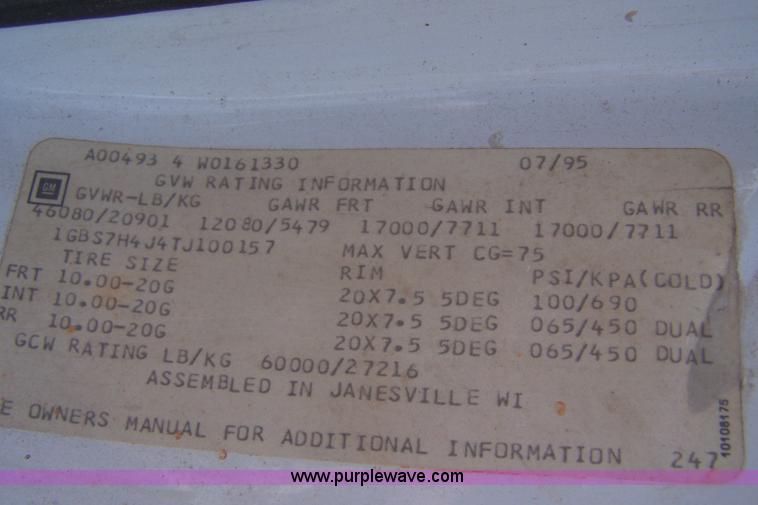 A00493 4 W0161330 07/95
GVW RATING INFORMATION
GM
GVWR-LB/KG GAWR FRT GAWR INT GAWR RR
46080/20901 12080/5479 17000/7711 17000/7711
1GBS7H4J4TJ100157 MAX VERT CG=75
TIRE SIZE RIM PSI/KPA(COLD)
FRT 10.00-20G 20X7.5 5DEG 100/690
INT 10.00-20G 20X7.5 5DEG 065/450 DUAL
RR 10.00-20G 20X7.5 5DEG 065/450 DUAL
GCW RATING LB/KG 60000/27216
ASSEMBLED IN JANESVILLE WI
E OWNERS MANUAL FOR ADDITIONAL INFORMATION 247
10108175
www.purplewave.com